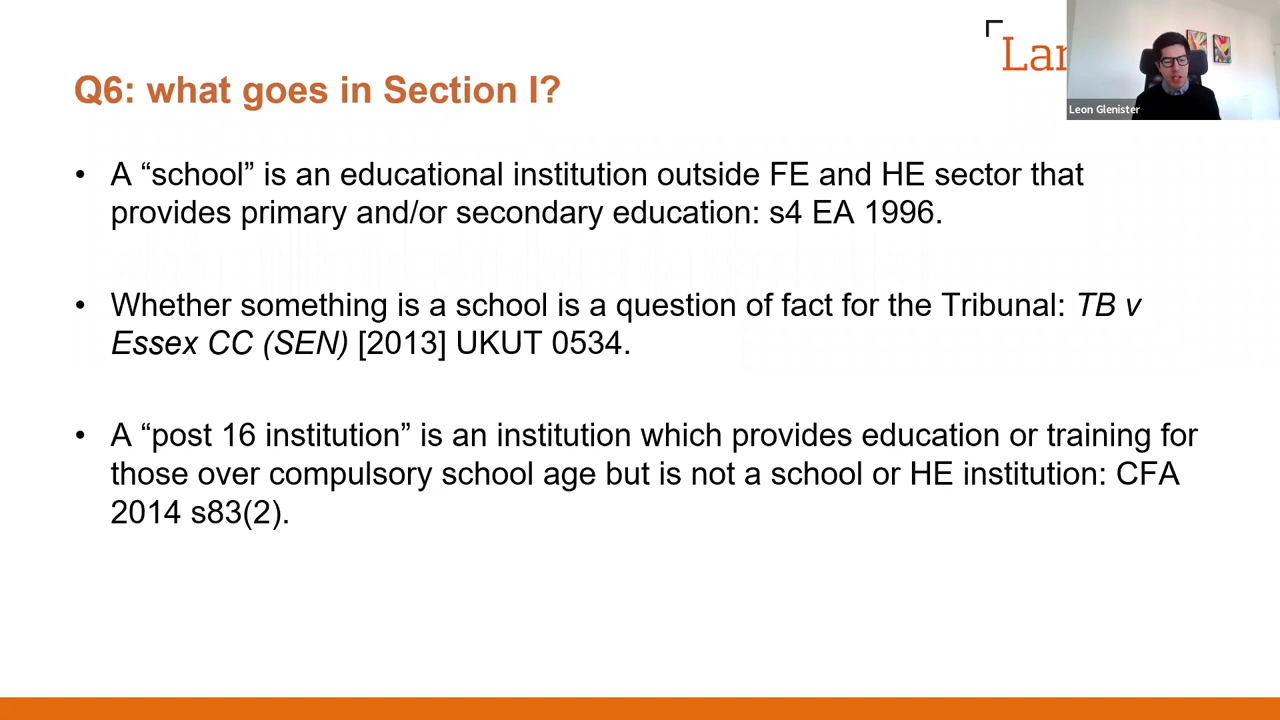 Lan
Leon Glenister
Q6: what goes in Section I?
• A “school” is an educational institution outside FE and HE sector that
provides primary and/or secondary education: s4 EA 1996.
• Whether something is a school is a question of fact for the Tribunal: TB v
Essex CC (SEN) [2013] UKUT 0534.
• A “post 16 institution” is an institution which provides education or training for
those over compulsory school age but is not a school or HE institution: CFA
2014 s83(2).